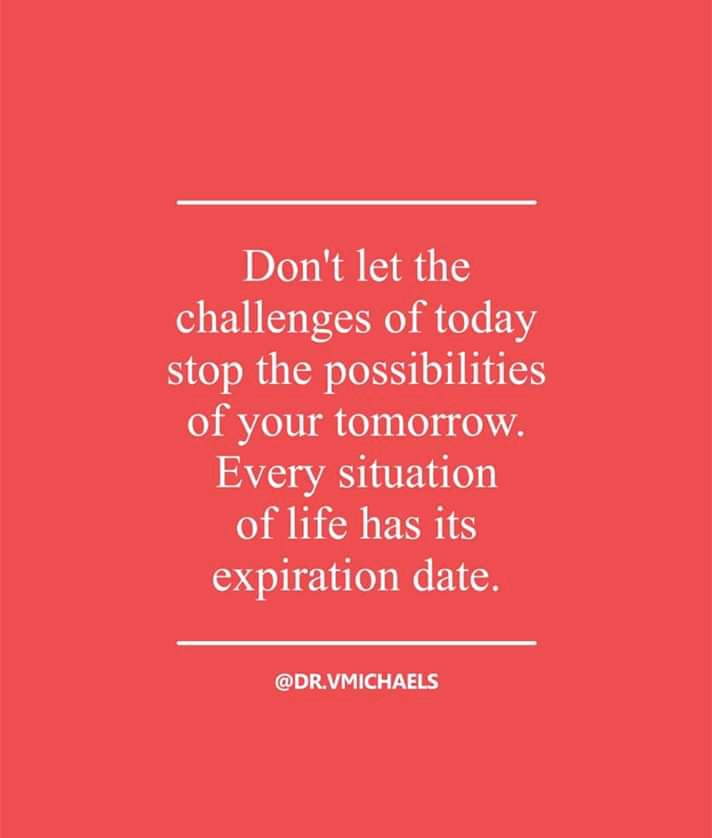 Don't let the
challenges of today
stop the possibilities
of your tomorrow.
Every situation
of life has its
expiration date.
@DR.VMICHAELS